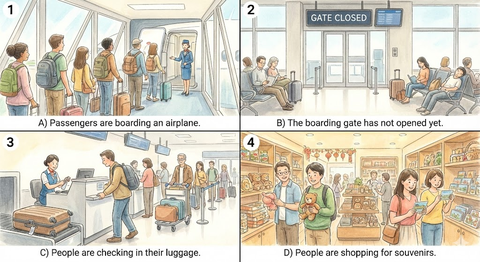 1
A) Passengers are boarding an airplane.
2
GATE CLOSED
B) The boarding gate has not opened yet.
3
C) People are checking in their luggage.
4
D) People are shopping for souvenirs.